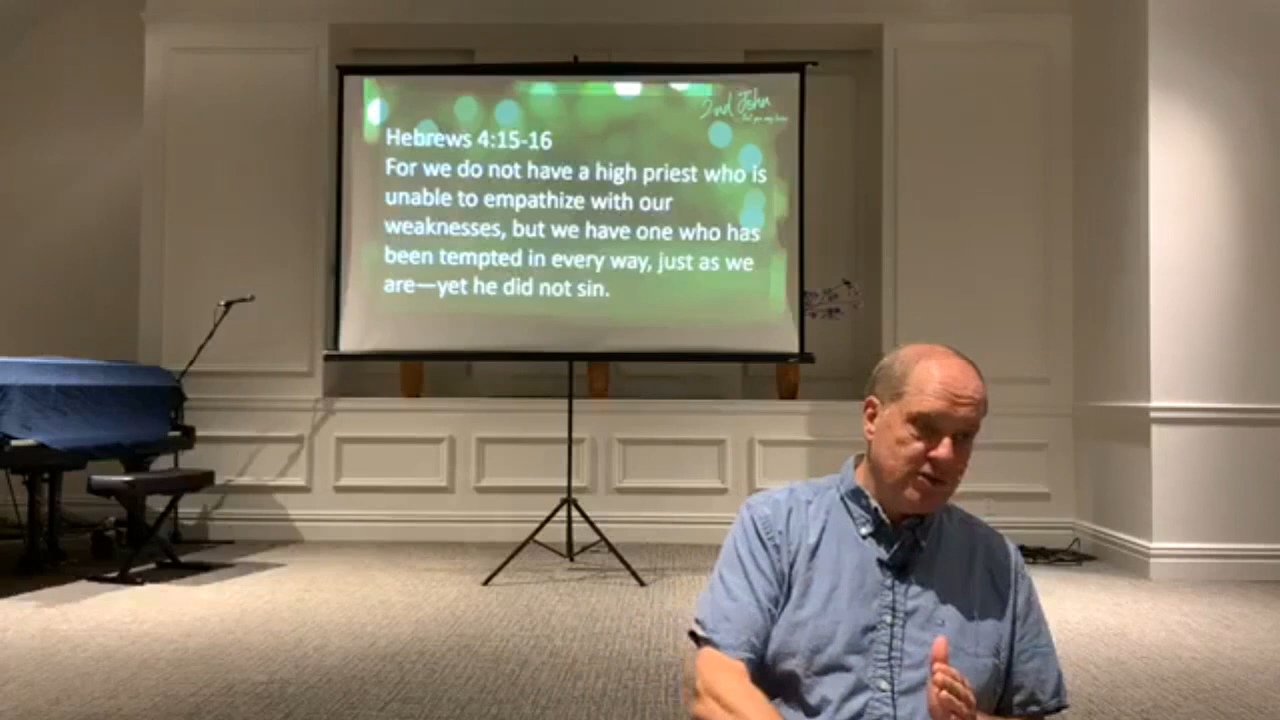 2nd John
Hebrews 4:15-16
For we do not have a high priest who is
unable to empathize with our
weaknesses, but we have one who has
been tempted in every way, just as we
are—yet he did not sin.